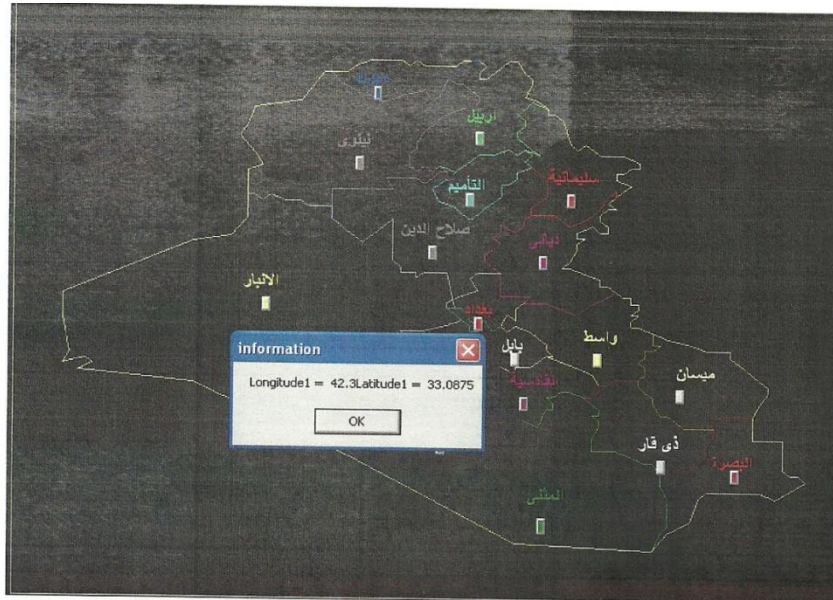 اربيل
نينوى
التأميم
سليمانية
صلاح الدين
ديالى
الانبار
بغداد
واسط
بابل
information
Longitude1 = 42.3Latitude1 = 33.0875
OK
القادسية
ميسان
ذي قار
البصرة
المثنى